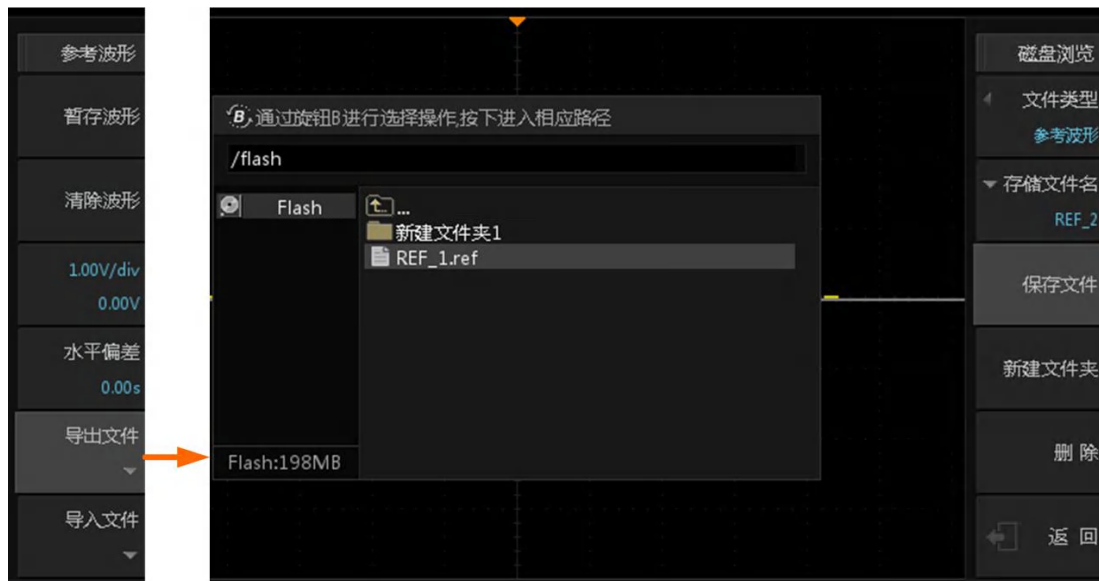 参考波形
暂存波形
清除波形
1.00V/div
0.00V
水平偏差
0.00s
导出文件
导入文件
B 通过旋钮B进行选择操作,按下进入相应路径
/flash
Flash
...
新建文件夹1
REF_1.ref
Flash:198MB
磁盘浏览
文件类型
参考波形
存储文件名
REF_2
保存文件
新建文件夹
删 除
返 回